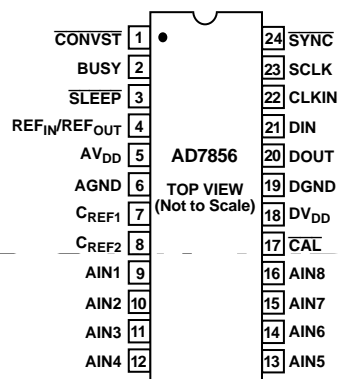 CONVST 1 24 SYNC
BUSY 2 23 SCLK
SLEEP 3 22 CLKIN
REFIN/REFOUT 4 21 DIN
AVDD 5 AD7856 20 DOUT
AGND 6 TOP VIEW 19 DGND
CREF1 7 (Not to Scale) 18 DVDD
CREF2 8 17 CAL
AIN1 9 16 AIN8
AIN2 10 15 AIN7
AIN3 11 14 AIN6
AIN4 12 13 AIN5